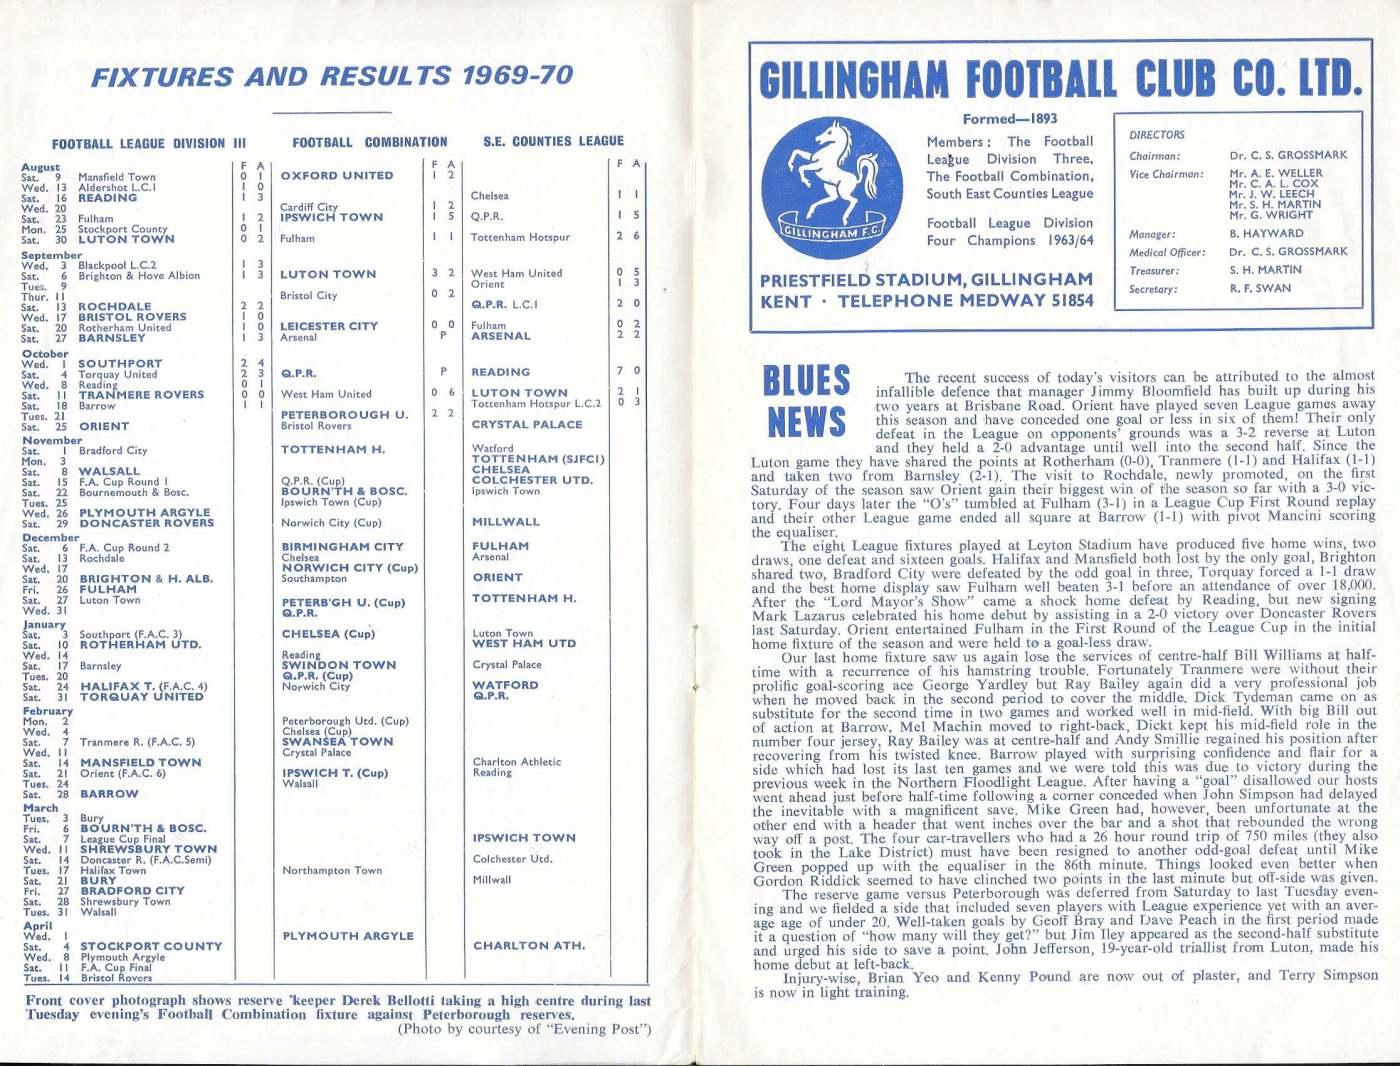 FIXTURES AND RESULTS 1969-70
FOOTBALL LEAGUE DIVISION III FOOTBALL COMBINATION S.E. COUNTIES LEAGUE
August F A F A F A
Sat. 9 Mansfield Town 0 1 OXFORD UNITED 1 2
Wed. 13 Aldershot L.C.1 1 0
Sat. 16 READING 1 3 Chelsea 1 1
Wed. 20 Cardiff City 1 2
Sat. 23 Fulham 1 2 IPSWICH TOWN 1 5 Q.P.R. 1 5
Mon. 25 Stockport County 0 1
Sat. 30 LUTON TOWN 0 2 Fulham 1 1 Tottenham Hotspur 2 6
September
Wed. 3 Blackpool L.C.2 1 3
Sat. 6 Brighton & Hove Albion 1 3 LUTON TOWN 3 2 West Ham United 0 5
Tues. 9 Orient 1 3
Thur. 11 Bristol City 0 2
Sat. 13 ROCHDALE 2 2 Q.P.R. L.C.1 2 0
Wed. 17 BRISTOL ROVERS 1 0
Sat. 20 Rotherham United 1 0 LEICESTER CITY 0 0 Fulham 0 2
Sat. 27 BARNSLEY 1 3 Arsenal P ARSENAL 2 2
October
Wed. 1 SOUTHPORT 2 4
Sat. 4 Torquay United 2 3 Q.P.R. P READING 7 0
Wed. 8 Reading 0 1
Sat. 11 TRANMERE ROVERS 0 0 West Ham United 0 6 LUTON TOWN 2 1
Sat. 18 Barrow 1 1 Tottenham Hotspur L.C.2 0 3
Tues. 21 PETERBOROUGH U. 2 2
Sat. 25 ORIENT Bristol Rovers CRYSTAL PALACE
November
Sat. 1 Bradford City TOTTENHAM H. Watford
Mon. 3 TOTTENHAM (SJFC1)
Sat. 8 WALSALL CHELSEA
Sat. 15 F.A. Cup Round 1 Q.P.R. (Cup) COLCHESTER UTD.
Sat. 22 Bournemouth & Bosc. BOURN'TH & BOSC. Ipswich Town
Tues. 25 Ipswich Town (Cup)
Wed. 26 PLYMOUTH ARGYLE
Sat. 29 DONCASTER ROVERS Norwich City (Cup) MILLWALL
December
Sat. 6 F.A. Cup Round 2 BIRMINGHAM CITY FULHAM
Sat. 13 Rochdale Chelsea Arsenal
Wed. 17 NORWICH CITY (Cup)
Sat. 20 BRIGHTON & H. ALB. Southampton ORIENT
Fri. 26 FULHAM
Sat. 27 Luton Town PETERB'GH U. (Cup) TOTTENHAM H.
Wed. 31 Q.P.R.
January
Sat. 3 Southport (F.A.C. 3) CHELSEA (Cup) Luton Town
Sat. 10 ROTHERHAM UTD. WEST HAM UTD
Wed. 14 Reading
Sat. 17 Barnsley SWINDON TOWN Crystal Palace
Tues. 20 Q.P.R. (Cup)
Sat. 24 HALIFAX T. (F.A.C. 4) Norwich City WATFORD
Sat. 31 TORQUAY UNITED Q.P.R.
February
Mon. 2 Peterborough Utd. (Cup)
Wed. 4 Chelsea (Cup)
Sat. 7 Tranmere R. (F.A.C. 5) SWANSEA TOWN
Wed. 11 Crystal Palace
Sat. 14 MANSFIELD TOWN Charlton Athletic
Sat. 21 Orient (F.A.C. 6) IPSWICH T. (Cup) Reading
Tues. 24 Walsall
Sat. 28 BARROW
March
Tues. 3 Bury
Fri. 6 BOURN'TH & BOSC.
Sat. 7 League Cup Final IPSWICH TOWN
Wed. 11 SHREWSBURY TOWN
Sat. 14 Doncaster R. (F.A.C.Semi) Colchester Utd.
Tues. 17 Halifax Town Northampton Town
Sat. 21 BURY Millwall
Fri. 27 BRADFORD CITY
Sat. 28 Shrewsbury Town
Tues. 31 Walsall
April
Wed. 1 PLYMOUTH ARGYLE
Sat. 4 STOCKPORT COUNTY CHARLTON ATH.
Wed. 8 Plymouth Argyle
Sat. 11 F.A. Cup Final
Tues. 14 Bristol Rovers
Front cover photograph shows reserve 'keeper Derek Bellotti taking a high centre during last
Tuesday evening's Football Combination fixture against Peterborough reserves.
(Photo by courtesy of "Evening Post")
GILLINGHAM FOOTBALL CLUB CO. LTD.
Formed—1893
Members: The Football
League Division Three,
The Football Combination,
South East Counties League
Football League Division
Four Champions 1963/64
GILLINGHAM F.C.
PRIESTFIELD STADIUM, GILLINGHAM
KENT · TELEPHONE MEDWAY 51854
DIRECTORS
Chairman: Dr. C. S. GROSSMARK
Vice Chairman: Mr. A. E. WELLER
Mr. C. A. L. COX
Mr. J. W. LEECH
Mr. S. H. MARTIN
Mr. G. WRIGHT
Manager: B. HAYWARD
Medical Officer: Dr. C. S. GROSSMARK
Treasurer: S. H. MARTIN
Secretary: R. F. SWAN
BLUES
NEWS
The recent success of today's visitors can be attributed to the almost
infallible defence that manager Jimmy Bloomfield has built up during his
two years at Brisbane Road. Orient have played seven League games away
this season and have conceded one goal or less in six of them! Their only
defeat in the League on opponents' grounds was a 3-2 reverse at Luton
and they held a 2-0 advantage until well into the second half. Since the
Luton game they have shared the points at Rotherham (0-0), Tranmere (1-1) and Halifax (1-1)
and taken two from Barnsley (2-1). The visit to Rochdale, newly promoted, on the first
Saturday of the season saw Orient gain their biggest win of the season so far with a 3-0 vic-
tory. Four days later the "O's" tumbled at Fulham (3-1) in a League Cup First Round replay
and their other League game ended all square at Barrow (1-1) with pivot Mancini scoring
the equaliser.
The eight League fixtures played at Leyton Stadium have produced five home wins, two
draws, one defeat and sixteen goals. Halifax and Mansfield both lost by the only goal, Brighton
shared two, Bradford City were defeated by the odd goal in three, Torquay forced a 1-1 draw
and the best home display saw Fulham well beaten 3-1 before an attendance of over 18,000.
After the "Lord Mayor's Show" came a shock home defeat by Reading, but new signing
Mark Lazarus celebrated his home debut by assisting in a 2-0 victory over Doncaster Rovers
last Saturday. Orient entertained Fulham in the First Round of the League Cup in the initial
home fixture of the season and were held to a goal-less draw.
Our last home fixture saw us again lose the services of centre-half Bill Williams at half-
time with a recurrence of his hamstring trouble. Fortunately Tranmere were without their
prolific goal-scoring ace George Yardley but Ray Bailey again did a very professional job
when he moved back in the second period to cover the middle. Dick Tydeman came on as
substitute for the second time in two games and worked well in mid-field. With big Bill out
of action at Barrow, Mel Machin moved to right-back, Dickt kept his mid-field role in the
number four jersey, Ray Bailey was at centre-half and Andy Smillie regained his position after
recovering from his twisted knee. Barrow played with surprising confidence and flair for a
side which had lost its last ten games and we were told this was due to victory during the
previous week in the Northern Floodlight League. After having a "goal" disallowed our hosts
went ahead just before half-time following a corner conceded when John Simpson had delayed
the inevitable with a magnificent save. Mike Green had, however, been unfortunate at the
other end with a header that went inches over the bar and a shot that rebounded the wrong
way off a post. The four car-travellers who had a 26 hour round trip of 750 miles (they also
took in the Lake District) must have been resigned to another odd-goal defeat until Mike
Green popped up with the equaliser in the 86th minute. Things looked even better when
Gordon Riddick seemed to have clinched two points in the last minute but off-side was given.
The reserve game versus Peterborough was deferred from Saturday to last Tuesday even-
ing and we fielded a side that included seven players with League experience yet with an aver-
age age of under 20. Well-taken goals by Geoff Bray and Dave Peach in the first period made
it a question of "how many will they get?" but Jim Iley appeared as the second-half substitute
and urged his side to save a point. John Jefferson, 19-year-old triallist from Luton, made his
home debut at left-back.
Injury-wise, Brian Yeo and Kenny Pound are now out of plaster, and Terry Simpson
is now in light training.